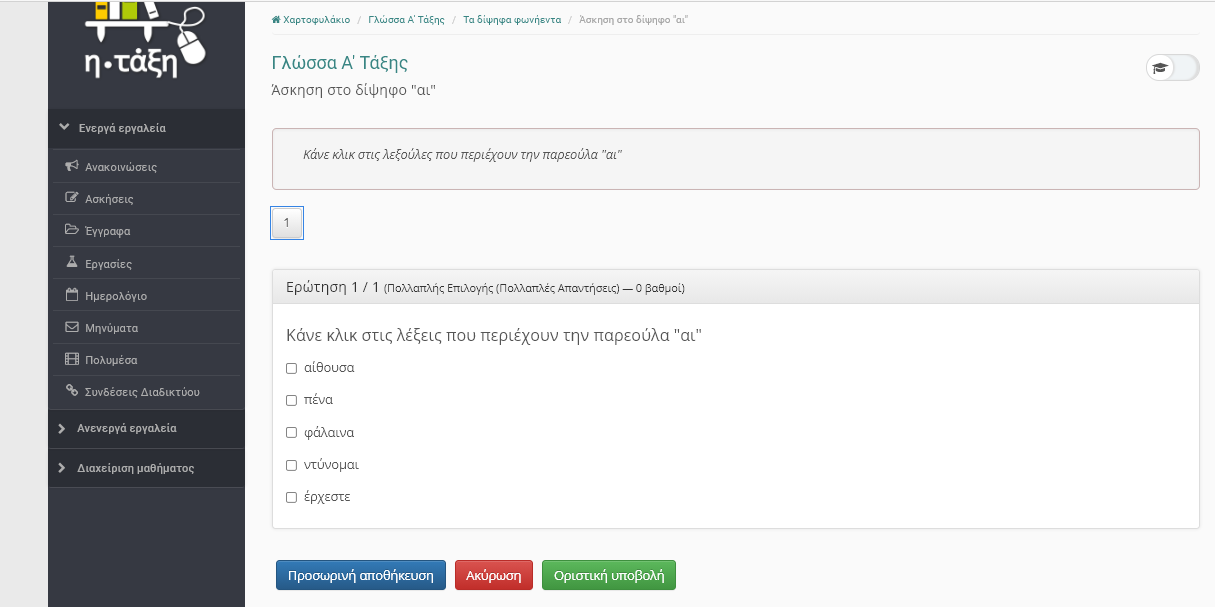 η·τάξη
Ενεργά εργαλεία
Ανακοινώσεις
Ασκήσεις
Έγγραφα
Εργασίες
Ημερολόγιο
Μηνύματα
Πολυμέσα
Συνδέσεις Διαδικτύου
Ανενεργά εργαλεία
Διαχείριση μαθήματος
Χαρτοφυλάκιο / Γλώσσα Α' Τάξης / Τα δίψηφα φωνήεντα / Άσκηση στο δίψηφο "αι"
Γλώσσα Α' Τάξης
Άσκηση στο δίψηφο "αι"
Κάνε κλικ στις λεξούλες που περιέχουν την παρεούλα "αι"
1
Ερώτηση 1 / 1 (Πολλαπλής Επιλογής (Πολλαπλές Απαντήσεις) — 0 βαθμοί)
Κάνε κλικ στις λέξεις που περιέχουν την παρεούλα "αι"
αίθουσα
πένα
φάλαινα
ντύνομαι
έρχεστε
Προσωρινή αποθήκευση Ακύρωση Οριστική υποβολή